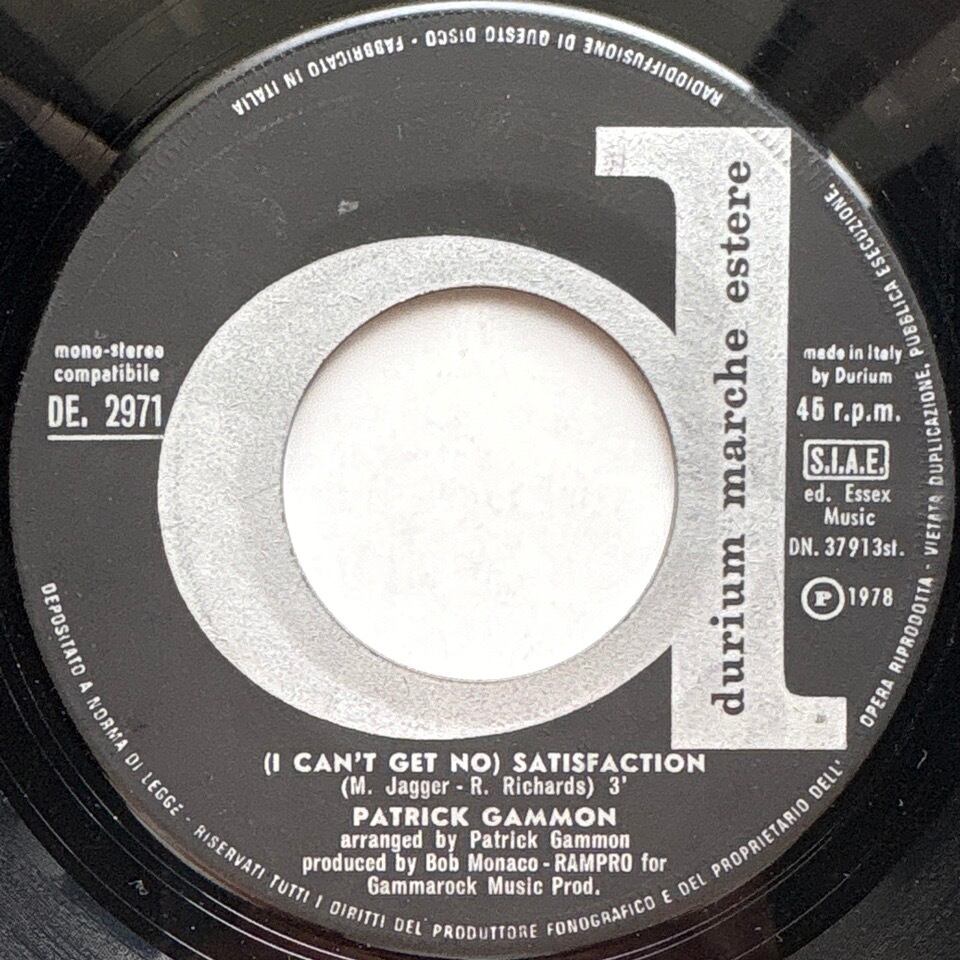 RADIODIFFUSIONE DI QUESTO DISCO • FABBRICATO IN ITALIA
durium marche estere
mono-stereo
compatibile
DE. 2971
made in Italy
by Durium
45 r.p.m.
S.I.A.E.
ed. Essex
Music
DN. 37913st.
P 1978
(I CAN'T GET NO) SATISFACTION
(M. Jagger - R. Richards) 3'
PATRICK GAMMON
arranged by Patrick Gammon
produced by Bob Monaco - RAMPRO for
Gammarock Music Prod.
DEPOSITATO A NORMA DI LEGGE - RISERVATI TUTTI I DIRITTI DEL PRODUTTORE FONOGRAFICO E DEL PROPRIETARIO DELL' OPERA RIPRODOTTA - VIETATA DUPLICAZIONE, PUBBLICA ESECUZIONE,